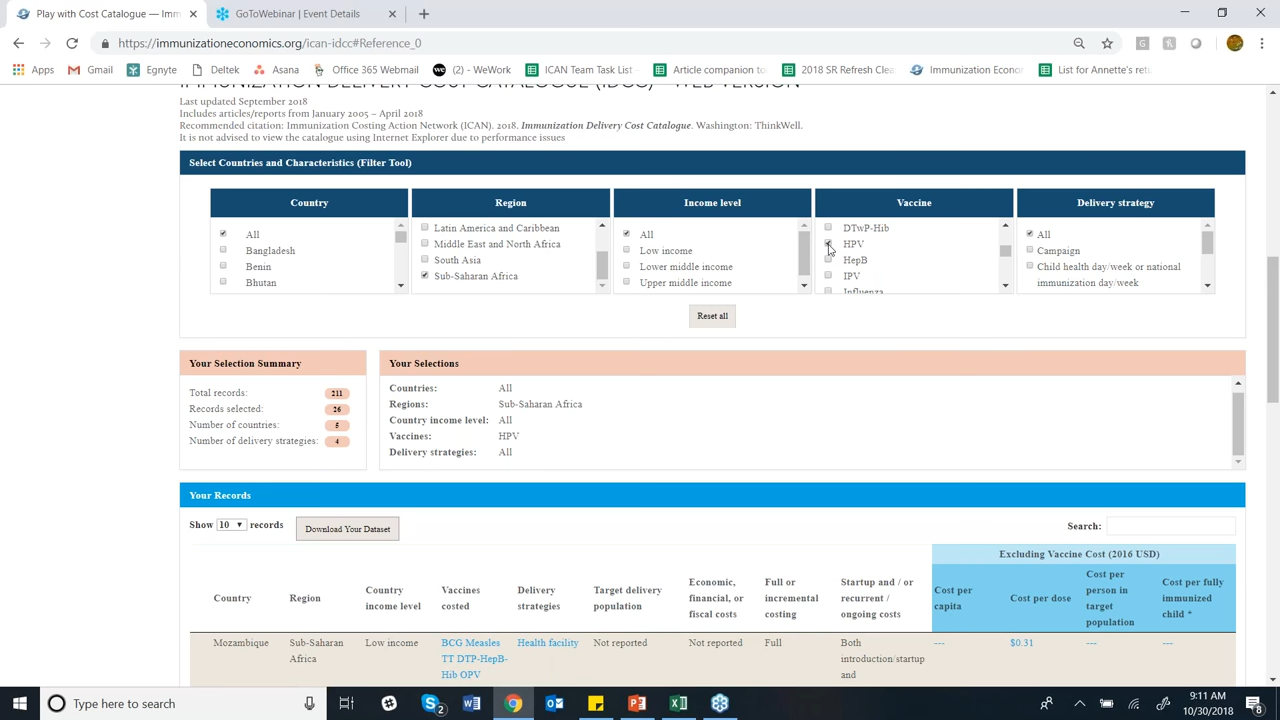 Play with Cost Catalogue — Imm
GoToWebinar | Event Details
https://immunizationeconomics.org/ican-idcc#Reference_0
Apps
Gmail
Egnyte
Deltek
Asana
Office 365 Webmail
(2) - WeWork
ICAN Team Task List -
Article companion to
2018 SR Refresh Clea
Immunization Econor
List for Annette's retu
IMMUNIZATION DELIVERY COST CATALOGUE (IDCC) - WEB VERSION
Last updated September 2018
Includes articles/reports from January 2005 – April 2018
Recommended citation: Immunization Costing Action Network (ICAN). 2018. Immunization Delivery Cost Catalogue. Washington: ThinkWell.
It is not advised to view the catalogue using Internet Explorer due to performance issues
Select Countries and Characteristics (Filter Tool)
Country
All
Bangladesh
Benin
Bhutan
Region
Latin America and Caribbean
Middle East and North Africa
South Asia
Sub-Saharan Africa
Income level
All
Low income
Lower middle income
Upper middle income
Vaccine
DTwP-Hib
HPV
HepB
IPV
Influenza
Delivery strategy
All
Campaign
Child health day/week or national
immunization day/week
Reset all
Your Selection Summary
Total records: 211
Records selected: 26
Number of countries: 5
Number of delivery strategies: 4
Your Selections
Countries: All
Regions: Sub-Saharan Africa
Country income level: All
Vaccines: HPV
Delivery strategies: All
Your Records
Show 10 records
Download Your Dataset
Search:
Excluding Vaccine Cost (2016 USD)
Country
Region
Country
income level
Vaccines
costed
Delivery
strategies
Target delivery
population
Economic,
financial, or
fiscal costs
Full or
incremental
costing
Startup and / or
recurrent /
ongoing costs
Cost per
capita
Cost per dose
Cost per
person in
target
population
Cost per fully
immunized
child *
Mozambique
Sub-Saharan
Africa
Low income
BCG Measles
TT DTP-HepB-
Hib OPV
Health facility
Not reported
Not reported
Full
Both
introduction/startup
and
---
$0.31
---
---
Type here to search
2
9:11 AM
10/30/2018
8